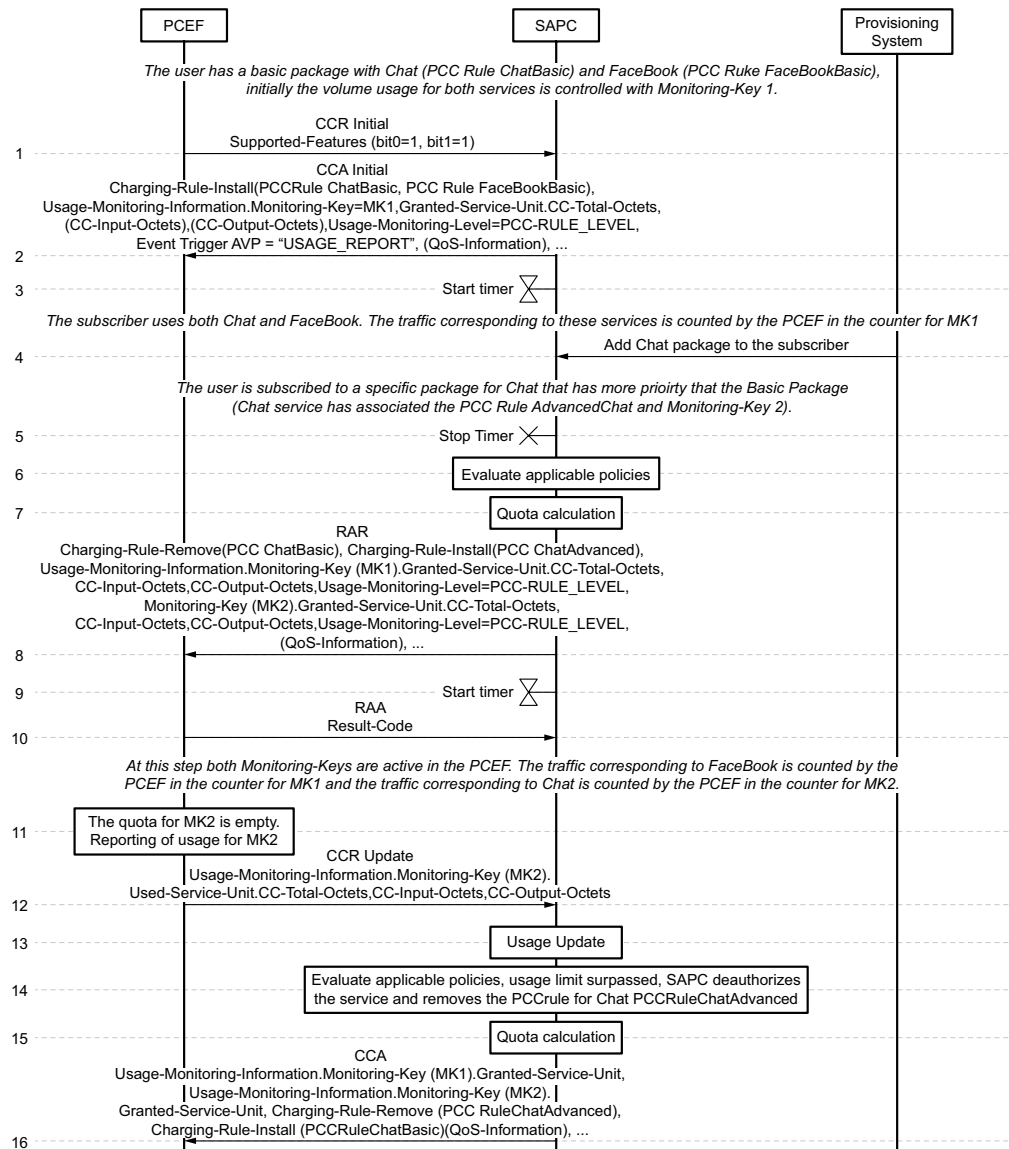 PCEF
SAPC
Provisioning
System
The user has a basic package with Chat (PCC Rule ChatBasic) and FaceBook (PCC Ruke FaceBookBasic),
initially the volume usage for both services is controlled with Monitoring-Key 1.
CCR Initial
Supported-Features (bit0=1, bit1=1)
1
CCA Initial
Charging-Rule-Install(PCCRule ChatBasic, PCC Rule FaceBookBasic),
Usage-Monitoring-Information.Monitoring-Key=MK1,Granted-Service-Unit.CC-Total-Octets,
(CC-Input-Octets),(CC-Output-Octets),Usage-Monitoring-Level=PCC-RULE_LEVEL,
Event Trigger AVP = “USAGE_REPORT”, (QoS-Information), ...
2
3
Start timer
The subscriber uses both Chat and FaceBook. The traffic corresponding to these services is counted by the PCEF in the counter for MK1
Add Chat package to the subscriber
4
The user is subscribed to a specific package for Chat that has more prioirty that the Basic Package
(Chat service has associated the PCC Rule AdvancedChat and Monitoring-Key 2).
5
Stop Timer
6
Evaluate applicable policies
7
Quota calculation
RAR
Charging-Rule-Remove(PCC ChatBasic), Charging-Rule-Install(PCC ChatAdvanced),
Usage-Monitoring-Information.Monitoring-Key (MK1).Granted-Service-Unit.CC-Total-Octets,
CC-Input-Octets,CC-Output-Octets,Usage-Monitoring-Level=PCC-RULE_LEVEL,
Monitoring-Key (MK2).Granted-Service-Unit.CC-Total-Octets,
CC-Input-Octets,CC-Output-Octets,Usage-Monitoring-Level=PCC-RULE_LEVEL,
(QoS-Information), ...
8
9
Start timer
RAA
Result-Code
10
At this step both Monitoring-Keys are active in the PCEF. The traffic corresponding to FaceBook is counted by the
PCEF in the counter for MK1 and the traffic corresponding to Chat is counted by the PCEF in the counter for MK2.
11
The quota for MK2 is empty.
Reporting of usage for MK2
CCR Update
Usage-Monitoring-Information.Monitoring-Key (MK2).
Used-Service-Unit.CC-Total-Octets,CC-Input-Octets,CC-Output-Octets
12
13
Usage Update
14
Evaluate applicable policies, usage limit surpassed, SAPC deauthorizes
the service and removes the PCCrule for Chat PCCRuleChatAdvanced
15
Quota calculation
CCA
Usage-Monitoring-Information.Monitoring-Key (MK1).Granted-Service-Unit,
Usage-Monitoring-Information.Monitoring-Key (MK2).
Granted-Service-Unit, Charging-Rule-Remove (PCC RuleChatAdvanced),
Charging-Rule-Install (PCCRuleChatBasic)(QoS-Information), ...
16